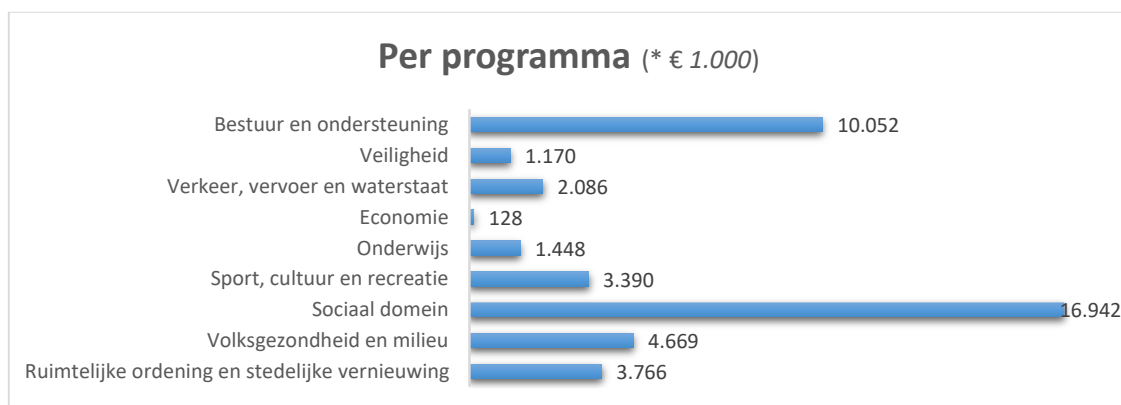 Per programma (* € 1.000)
Bestuur en ondersteuning 10.052
Veiligheid 1.170
Verkeer, vervoer en waterstaat 2.086
Economie 128
Onderwijs 1.448
Sport, cultuur en recreatie 3.390
Sociaal domein 16.942
Volksgezondheid en milieu 4.669
Ruimtelijke ordening en stedelijke vernieuwing 3.766